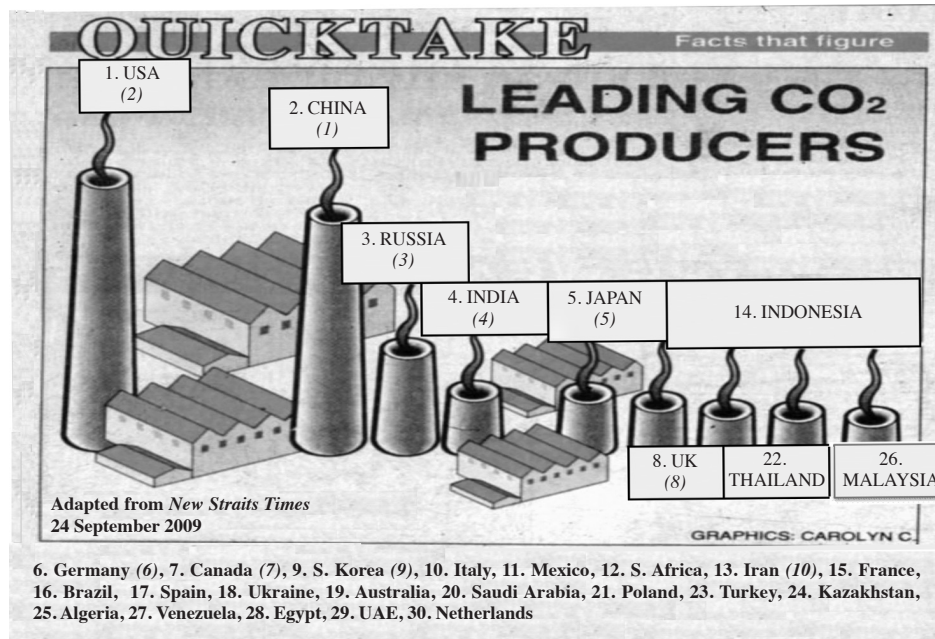 QUICKTAKE
Facts that figure
LEADING CO₂
PRODUCERS
1. USA
(2)
2. CHINA
(1)
3. RUSSIA
(3)
4. INDIA
(4)
5. JAPAN
(5)
14. INDONESIA
8. UK
(8)
22.
THAILAND
26.
MALAYSIA
Adapted from New Straits Times
24 September 2009
GRAPHICS: CAROLYN C.
6. Germany (6), 7. Canada (7), 9. S. Korea (9), 10. Italy, 11. Mexico, 12. S. Africa, 13. Iran (10), 15. France,
16. Brazil, 17. Spain, 18. Ukraine, 19. Australia, 20. Saudi Arabia, 21. Poland, 23. Turkey, 24. Kazakhstan,
25. Algeria, 27. Venezuela, 28. Egypt, 29. UAE, 30. Netherlands